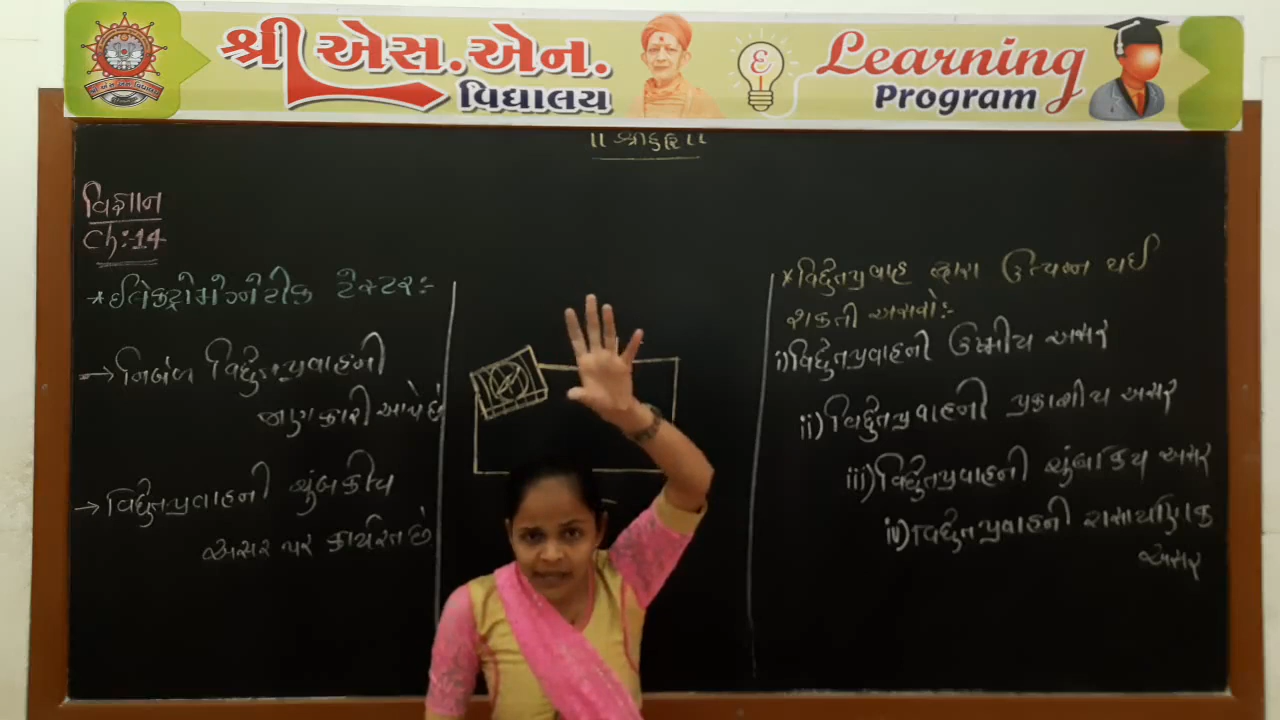 શ્રી એસ.એન.
વિદ્યાલય
Learning
Program
॥ શ્રીહરિ ॥
વિજ્ઞાન
Ch:-14
*ઈલેક્ટ્રોમેગ્નેટીક ટેસ્ટર:-
→ નિર્બળ વિદ્યુતપ્રવાહની
જાણકારી આપે છે
→ વિદ્યુતપ્રવાહની ચુંબકીય
અસર પર કાર્યરત છે.
*વિદ્યુતપ્રવાહ દ્વારા ઉત્પન્ન થઈ
શકતી અસરો:-
i) વિદ્યુતપ્રવાહની ઉષ્મીય અસર
ii) વિદ્યુતપ્રવાહની પ્રકાશીય અસર
iii) વિદ્યુતપ્રવાહની ચુંબકિય અસર
iv) વિદ્યુતપ્રવાહની રાસાયણિક
અસર